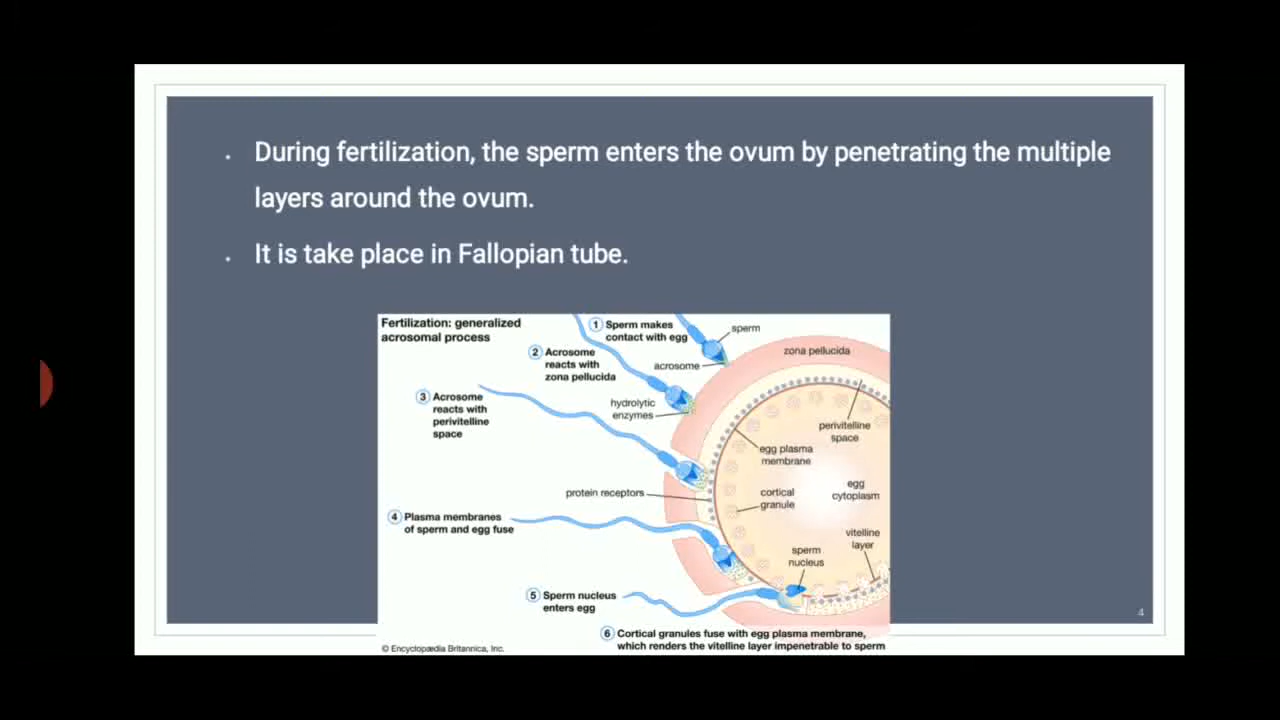 During fertilization, the sperm enters the ovum by penetrating the multiple
layers around the ovum.
It is take place in Fallopian tube.
Fertilization: generalized
acrosomal process
1 Sperm makes
contact with egg
sperm
zona pellucida
2 Acrosome
reacts with
zona pellucida
acrosome
3 Acrosome
reacts with
perivitelline
space
hydrolytic
enzymes
perivitelline
space
egg plasma
membrane
protein receptors
cortical
granule
egg
cytoplasm
4 Plasma membranes
of sperm and egg fuse
vitelline
layer
sperm
nucleus
5 Sperm nucleus
enters egg
4
6 Cortical granules fuse with egg plasma membrane,
which renders the vitelline layer impenetrable to sperm
© Encyclopædia Britannica, Inc.